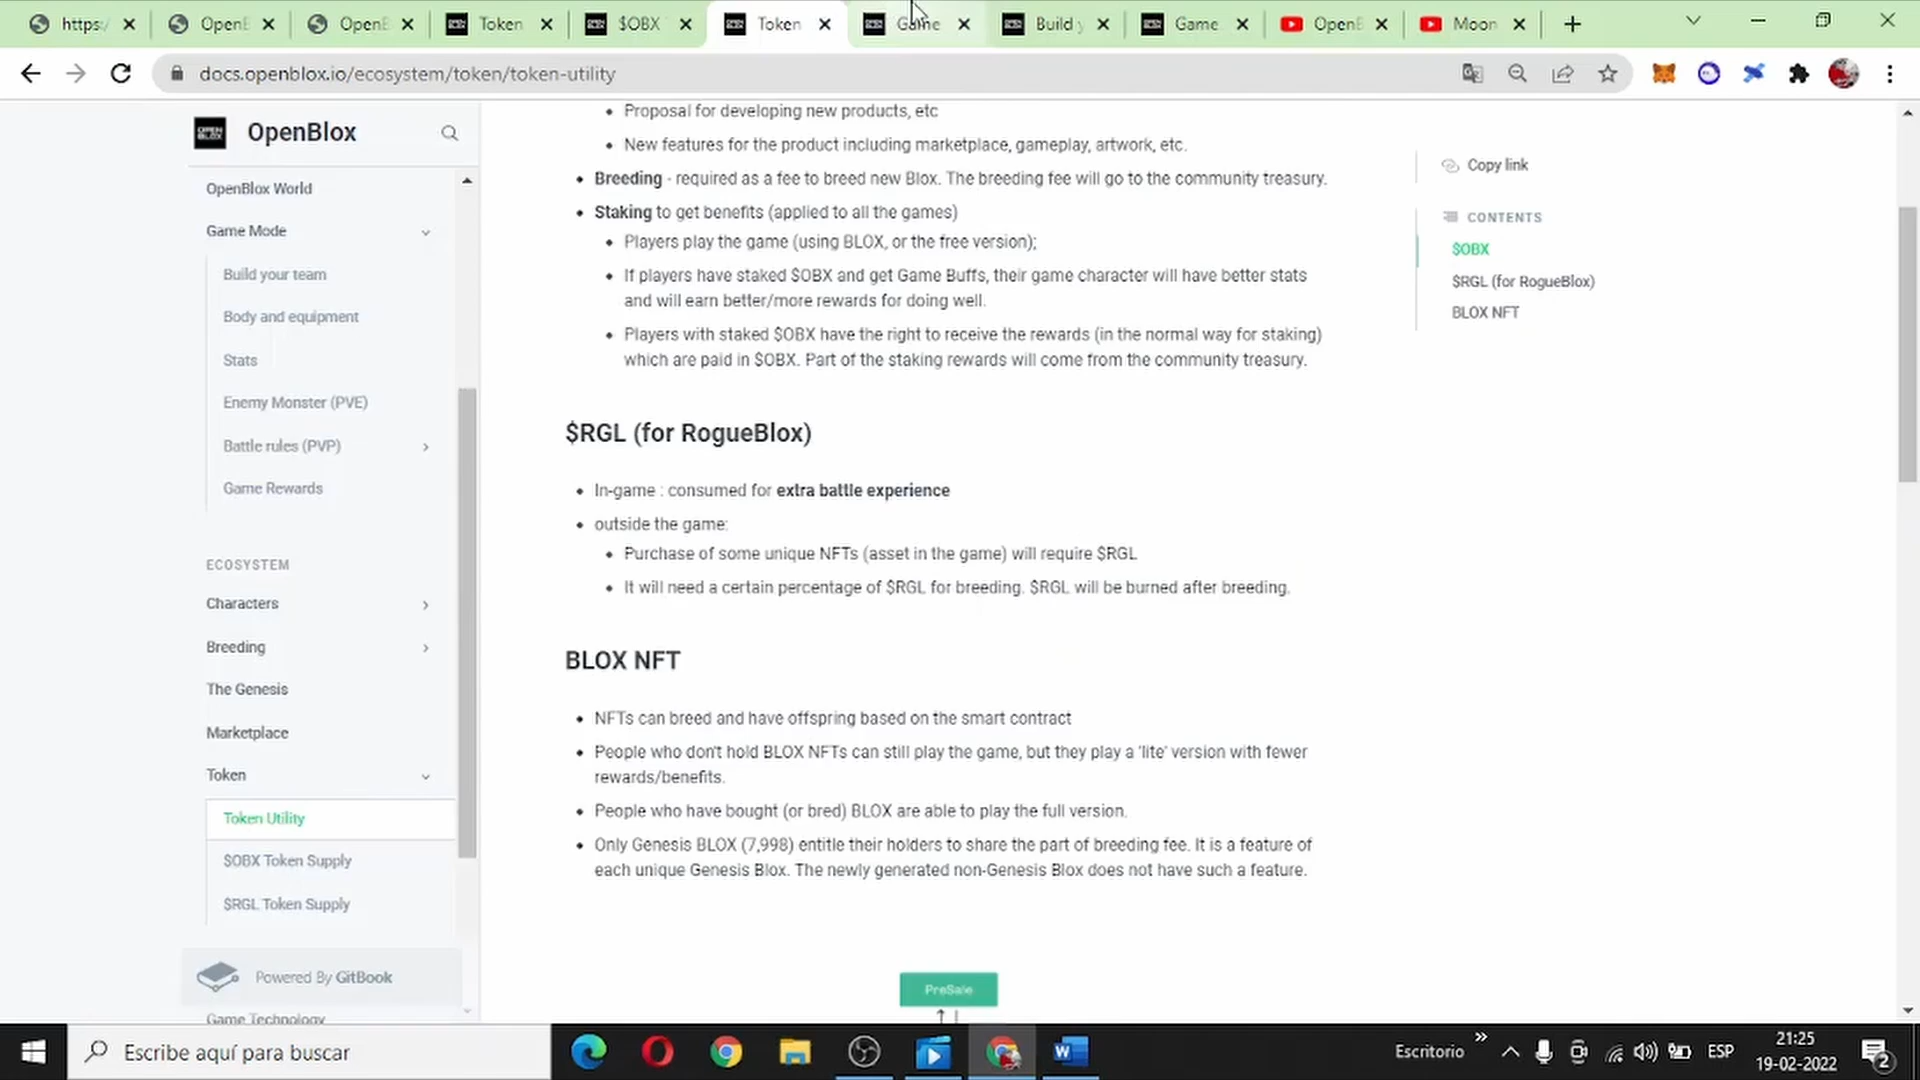 https:/
OpenB
OpenB
Token
$OBX
Token
Game
Build y
Game
OpenB
Moon
docs.openblox.io/ecosystem/token/token-utility
OPEN
BLOX
OpenBlox
OpenBlox World
Game Mode
Build your team
Body and equipment
Stats
Enemy Monster (PVE)
Battle rules (PVP)
Game Rewards
ECOSYSTEM
Characters
Breeding
The Genesis
Marketplace
Token
Token Utility
$OBX Token Supply
$RGL Token Supply
Powered By GitBook
Game Technology
Proposal for developing new products, etc
New features for the product including marketplace, gameplay, artwork, etc.
Breeding - required as a fee to breed new Blox. The breeding fee will go to the community treasury.
Staking to get benefits (applied to all the games)
Players play the game (using BLOX, or the free version);
If players have staked $OBX and get Game Buffs, their game character will have better stats
and will earn better/more rewards for doing well.
Players with staked $OBX have the right to receive the rewards (in the normal way for staking)
which are paid in $OBX. Part of the staking rewards will come from the community treasury.
$RGL (for RogueBlox)
In-game : consumed for extra battle experience
outside the game:
Purchase of some unique NFTs (asset in the game) will require $RGL
It will need a certain percentage of $RGL for breeding. $RGL will be burned after breeding.
BLOX NFT
NFTs can breed and have offspring based on the smart contract
People who don't hold BLOX NFTs can still play the game, but they play a 'lite' version with fewer
rewards/benefits.
People who have bought (or bred) BLOX are able to play the full version.
Only Genesis BLOX (7,998) entitle their holders to share the part of breeding fee. It is a feature of
each unique Genesis Blox. The newly generated non-Genesis Blox does not have such a feature.
PreSale
Copy link
CONTENTS
$OBX
$RGL (for RogueBlox)
BLOX NFT
Escribe aquí para buscar
Escritorio
ESP
21:25
19-02-2022
2